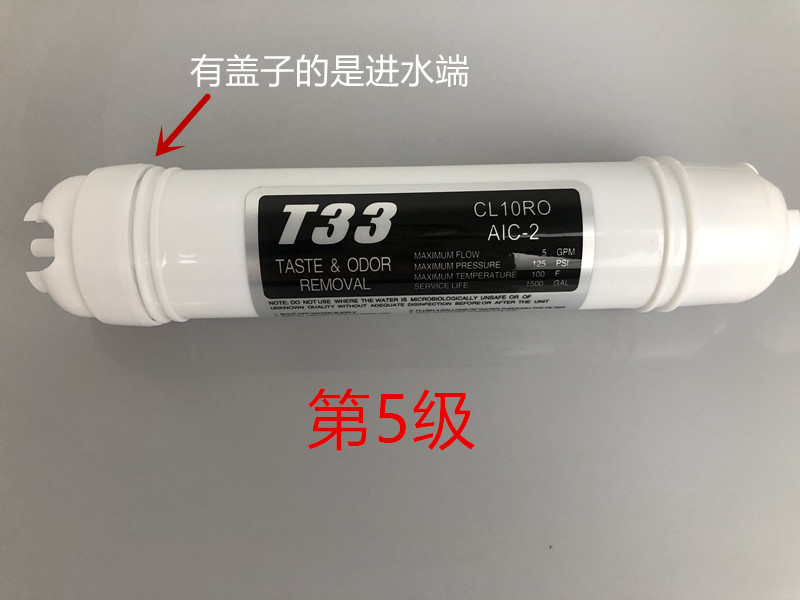 有盖子的是进水端
T33
TASTE & ODOR
REMOVAL
CL10RO
AIC-2
MAXIMUM FLOW 5 GPM
MAXIMUM PRESSURE 125 PSI
MAXIMUM TEMPERATURE 100 F
SERVICE LIFE 1500 GAL
NOTE: DO NOT USE WHERE THE WATER IS MICROBIOLOGICALLY UNSAFE OR OF
UNKNOWN QUALITY WITHOUT ADEQUATE DISINFECTION BEFORE/OR AFTER THE UNIT
第5级